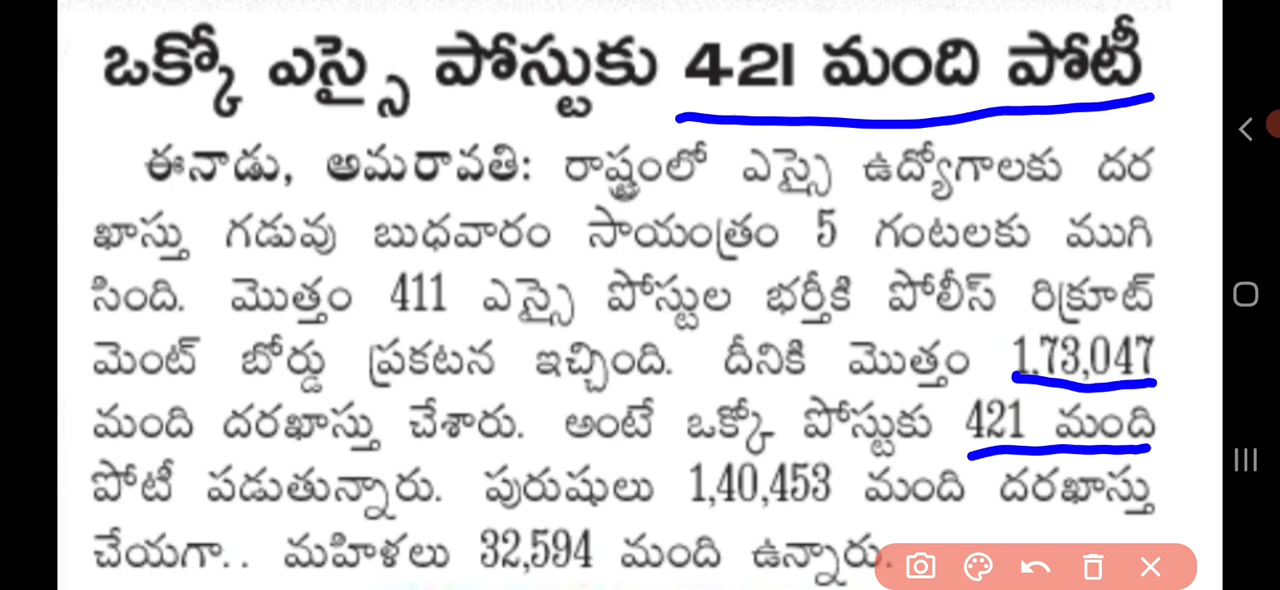 ఒక్కో ఎస్సై పోస్టుకు 421 మంది పోటీ
ఈనాడు, అమరావతి: రాష్ట్రంలో ఎస్సై ఉద్యోగాలకు దర
ఖాస్తు గడువు బుధవారం సాయంత్రం 5 గంటలకు ముగి
సింది. మొత్తం 411 ఎస్సై పోస్టుల భర్తీకి పోలీస్ రిక్రూట్
మెంట్ బోర్డు ప్రకటన ఇచ్చింది. దీనికి మొత్తం 1,73,047
మంది దరఖాస్తు చేశారు. అంటే ఒక్కో పోస్టుకు 421 మంది
పోటీ పడుతున్నారు. పురుషులు 1,40,453 మంది దరఖాస్తు
చేయగా.. మహిళలు 32,594 మంది ఉన్నారు.